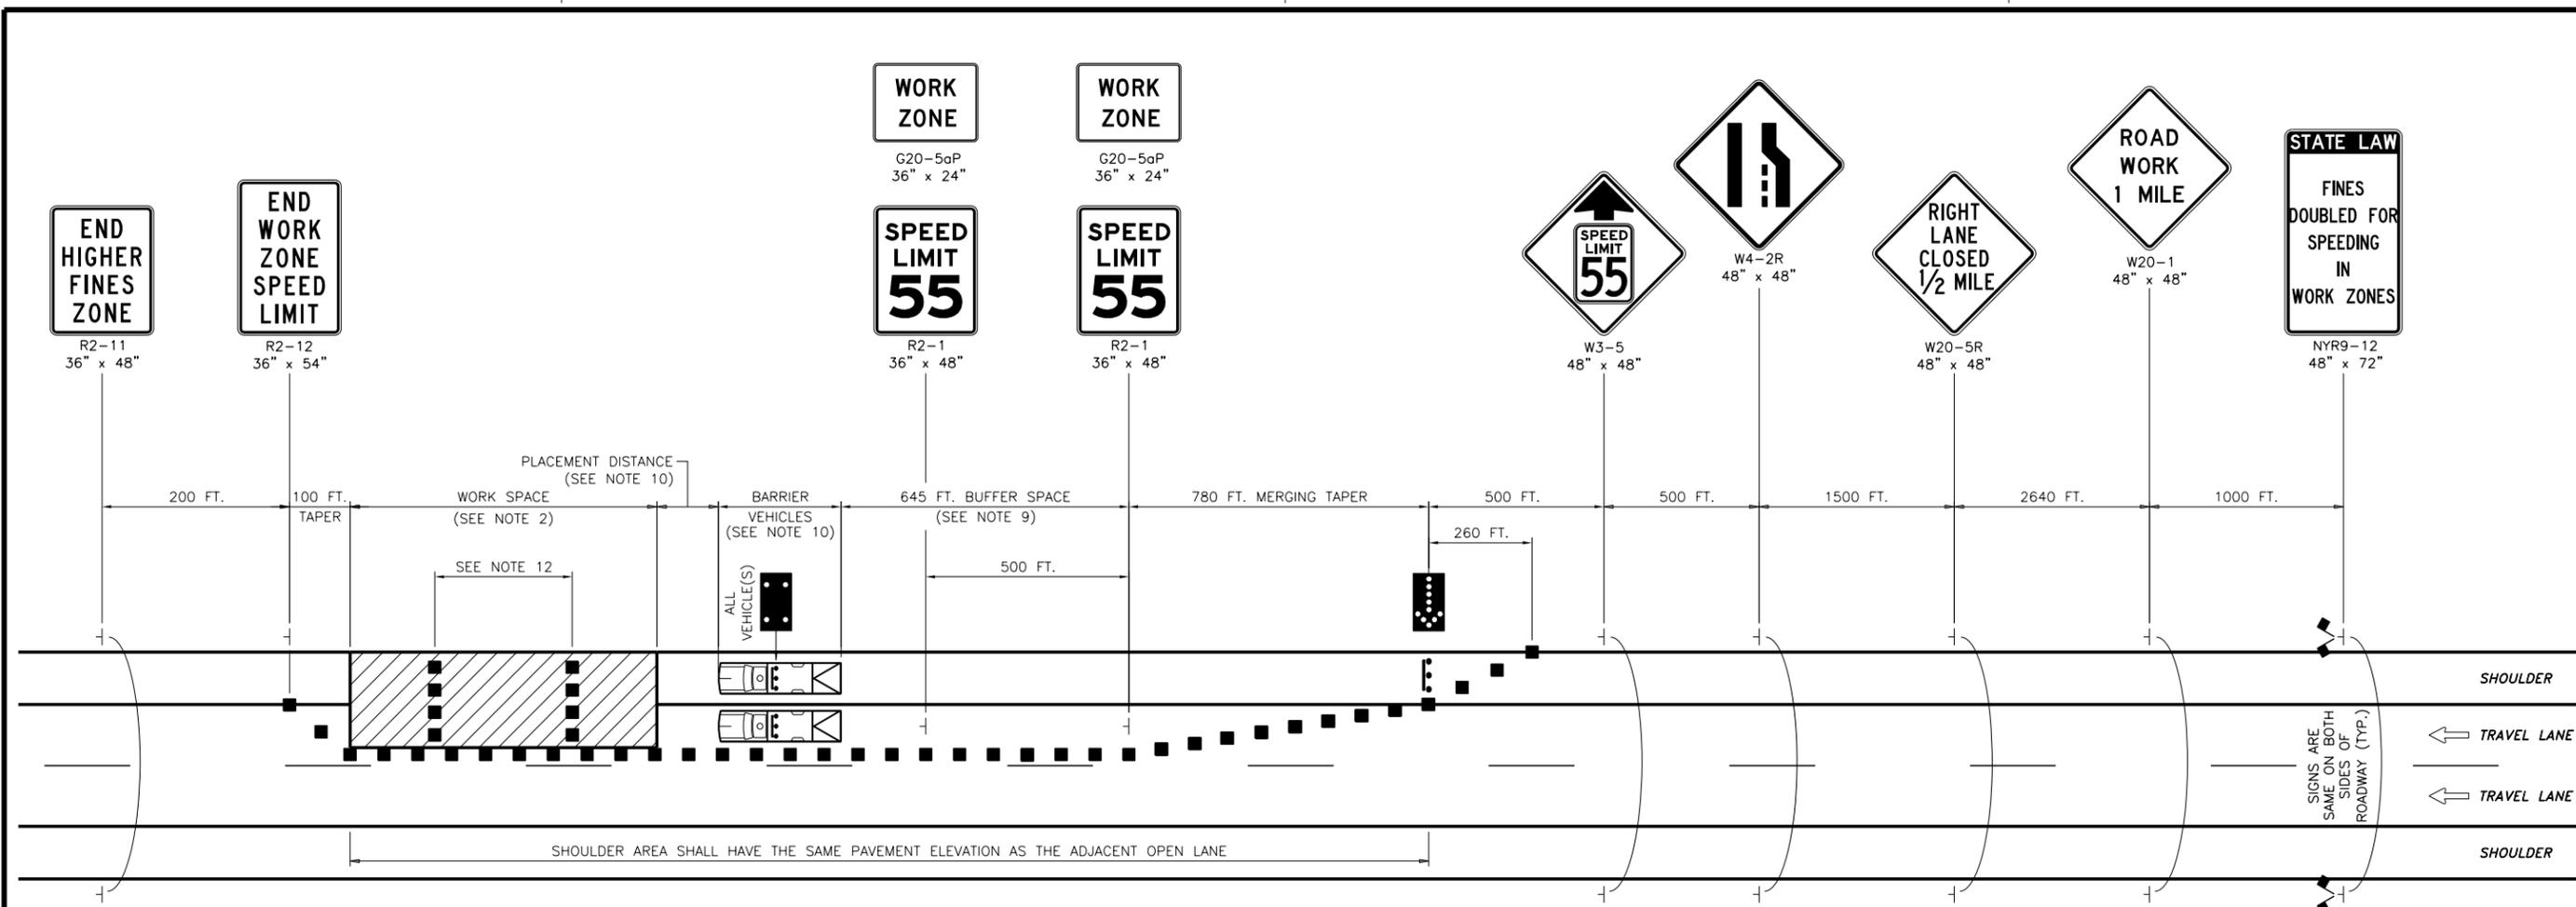 WORK
ZONE
G20-5aP
36" x 24"
WORK
ZONE
G20-5aP
36" x 24"
END
HIGHER
FINES
ZONE
R2-11
36" x 48"
END
WORK
ZONE
SPEED
LIMIT
R2-12
36" x 54"
SPEED
LIMIT
55
R2-1
36" x 48"
SPEED
LIMIT
55
R2-1
36" x 48"
SPEED
LIMIT
55
W3-5
48" x 48"
W4-2R
48" x 48"
RIGHT
LANE
CLOSED
1/2 MILE
W20-5R
48" x 48"
ROAD
WORK
1 MILE
W20-1
48" x 48"
STATE LAW
FINES
DOUBLED FOR
SPEEDING
IN
WORK ZONES
NYR9-12
48" x 72"
PLACEMENT DISTANCE
(SEE NOTE 10)
200 FT.
100 FT.
TAPER
WORK SPACE
(SEE NOTE 2)
BARRIER
VEHICLES
(SEE NOTE 10)
645 FT. BUFFER SPACE
(SEE NOTE 9)
780 FT. MERGING TAPER
500 FT.
500 FT.
1500 FT.
2640 FT.
1000 FT.
260 FT.
SEE NOTE 12
ALL
VEHICLE(S)
500 FT.
SHOULDER
TRAVEL LANE
TRAVEL LANE
SIGNS ARE
SAME ON BOTH
SIDES OF
ROADWAY (TYP.)
SHOULDER AREA SHALL HAVE THE SAME PAVEMENT ELEVATION AS THE ADJACENT OPEN LANE
SHOULDER